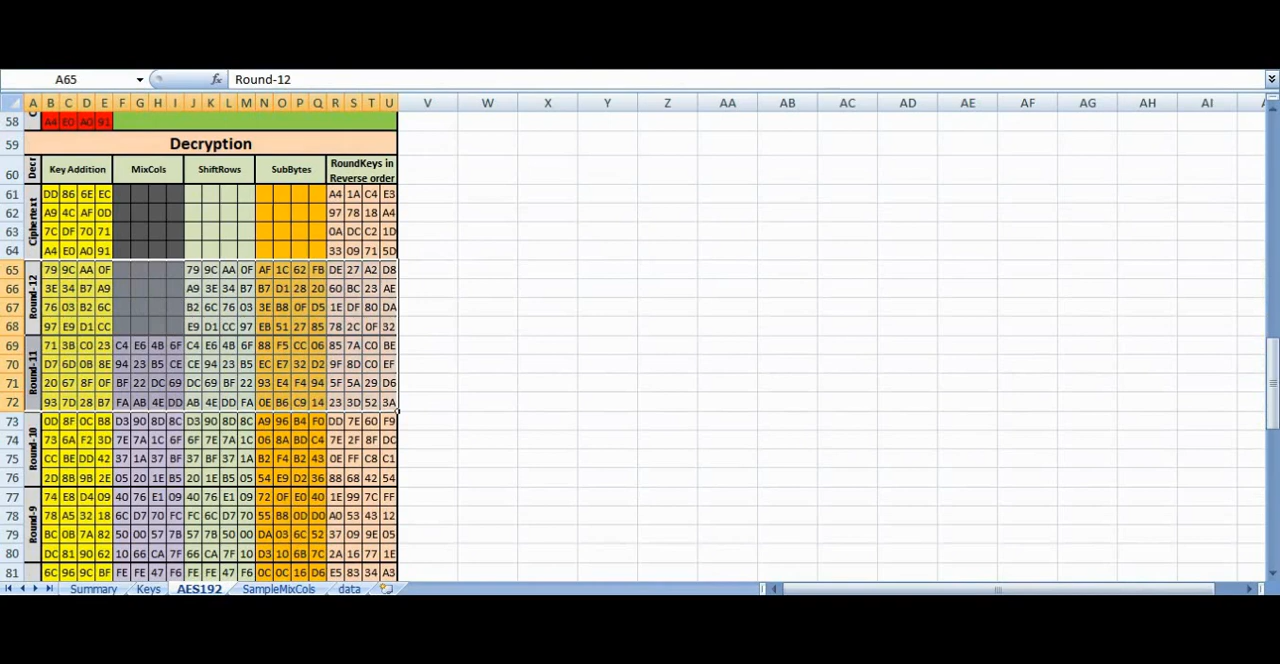 A65 fx Round-12
A B C D E F G H I J K L M N O P Q R S T U V W X Y Z AA AB AC AD AE AF AG AH AI
58 A4 E0 A0 91
59 Decryption
60 Decr Key Addition MixCols ShiftRows SubBytes RoundKeys in Reverse order
Ciphertext
61 DD 86 6E EC A4 1A C4 E3
62 A9 4C AF 0D 97 78 18 A4
63 7C DF 70 71 0A DC C2 1D
64 A4 E0 A0 91 33 09 71 5D
Round-12
65 79 9C AA 0F 79 9C AA 0F AF 1C 62 FB DE 27 A2 D8
66 3E 34 B7 A9 A9 3E 34 B7 B7 D1 28 20 60 BC 23 AE
67 76 03 B2 6C B2 6C 76 03 3E B8 0F D5 1E DF 80 DA
68 97 E9 D1 CC E9 D1 CC 97 EB 51 27 85 78 2C 0F 32
Round-11
69 71 3B C0 23 C4 E6 4B 6F C4 E6 4B 6F 88 F5 CC 06 85 7A C0 BE
70 D7 6D 0B 8E 94 23 B5 CE CE 94 23 B5 EC E7 32 D2 9F 8D C0 EF
71 20 67 8F 0F BF 22 DC 69 DC 69 BF 22 93 E4 F4 94 5F 5A 29 D6
72 93 7D 28 B7 FA AB 4E DD AB 4E DD FA 0E B6 C9 14 23 3D 52 3A
Round-10
73 0D 8F 0C B8 D3 90 8D 8C D3 90 8D 8C A9 96 B4 F0 DD 7E 60 F9
74 73 6A F2 3D 7E 7A 1C 6F 6F 7E 7A 1C 06 8A BD C4 7E 2F 8F DC
75 CC BE DD 42 37 1A 37 BF 37 BF 37 1A B2 F4 B2 43 0E FF C8 C1
76 2D 8B 9B 2E 05 20 1E B5 20 1E B5 05 54 E9 D2 36 88 68 42 54
Round-9
77 74 E8 D4 09 40 76 E1 09 40 76 E1 09 72 0F E0 40 1E 99 7C FF
78 78 A5 32 18 6C D7 70 FC FC 6C D7 70 55 B8 0D D0 A0 53 43 12
79 BC 0B 7A 82 50 00 57 7B 57 7B 50 00 DA 03 6C 52 37 09 9E 05
80 DC 81 90 62 10 66 CA 7F 66 CA 7F 10 D3 10 6B 7C 2A 16 77 1E
81 6C 96 9C BF FE FE 47 F6 FE FE 47 F6 0C 0C 16 D6 E5 83 34 A3
Summary Keys AES192 SampleMixCols data